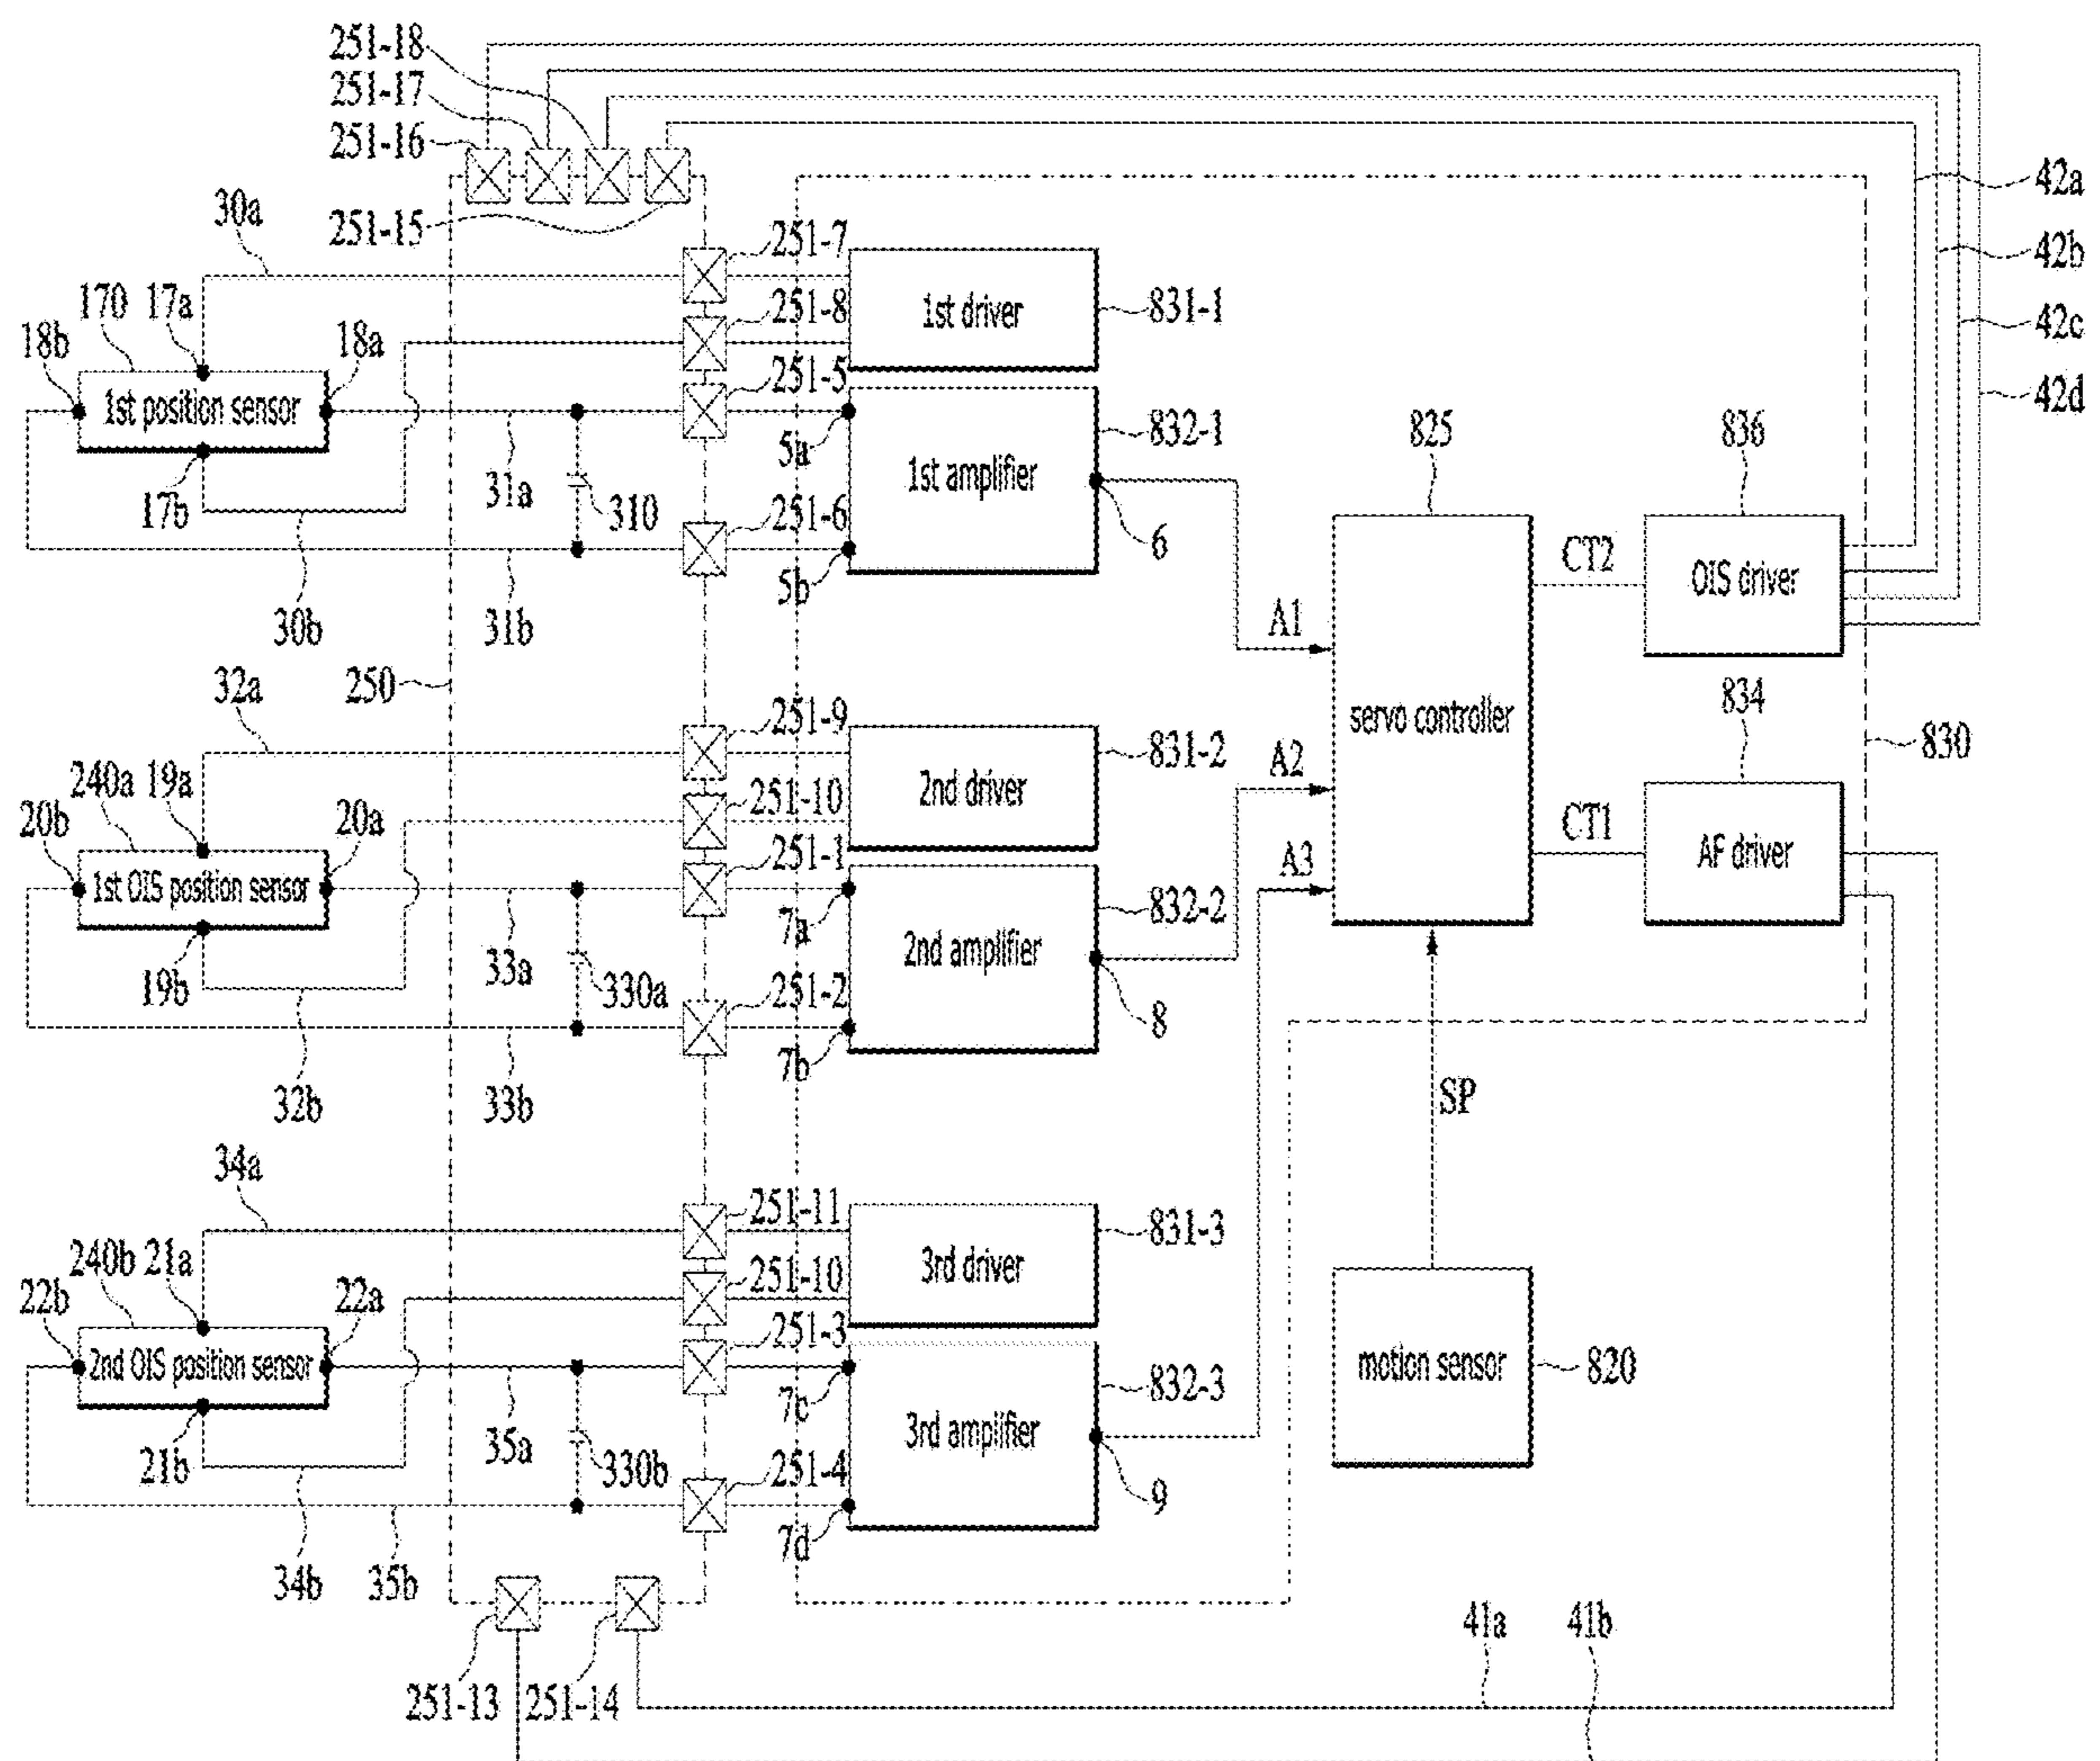 251-18
251-17
251-16
251-15
42a
42b
42c
42d
30a
251-7
170
17a
18b
18a
1st position sensor
17b
251-8
1st driver
831-1
251-5
5a
832-1
1st amplifier
31a
310
251-6
5b
6
30b
31b
825
836
CT2
OIS driver
A1
250
32a
251-9
servo controller
834
830
240a
19a
20b
20a
1st OIS position sensor
19b
2nd driver
831-2
A2
251-10
251-1
CT1
AF driver
A3
7a
832-2
2nd amplifier
33a
330a
251-2
7b
8
32b
33b
SP
34a
251-11
240b
21a
22b
22a
2nd OIS position sensor
21b
3rd driver
831-3
251-10
251-3
motion sensor
820
7c
832-3
3rd amplifier
35a
330b
251-4
7d
9
34b
35b
41a
41b
251-13
251-14